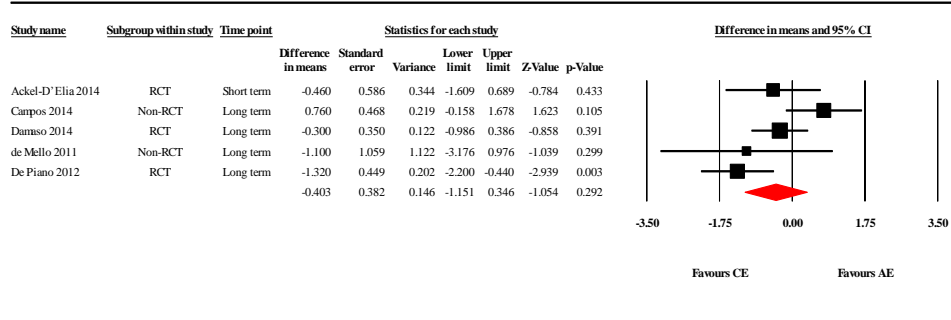 Study name Subgroup within study Time point Statistics for each study Difference in means and 95% CI
Difference in means Standard error Variance Lower limit Upper limit Z-Value p-Value
Ackel-D'Elia 2014 RCT Short term -0.460 0.586 0.344 -1.609 0.689 -0.784 0.433
Campos 2014 Non-RCT Long term 0.760 0.468 0.219 -0.158 1.678 1.623 0.105
Damaso 2014 RCT Long term -0.300 0.350 0.122 -0.986 0.386 -0.858 0.391
de Mello 2011 Non-RCT Long term -1.100 1.059 1.122 -3.176 0.976 -1.039 0.299
De Piano 2012 RCT Long term -1.320 0.449 0.202 -2.200 -0.440 -2.939 0.003
-0.403 0.382 0.146 -1.151 0.346 -1.054 0.292
-3.50 -1.75 0.00 1.75 3.50
Favours CE Favours AE